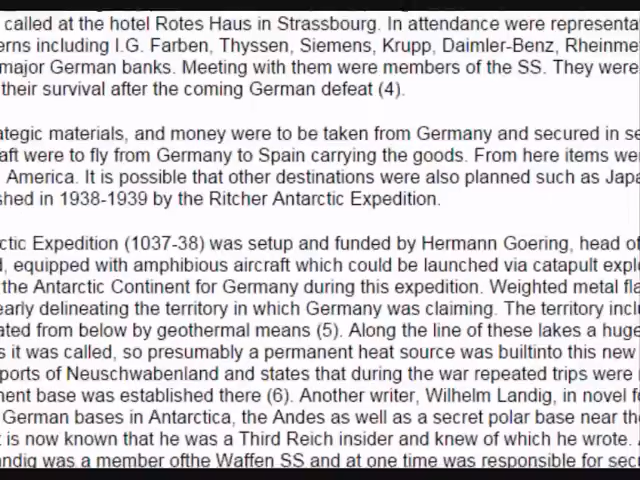 called at the hotel Rotes Haus in Strassbourg. In attendance were representa
erns including I.G. Farben, Thyssen, Siemens, Krupp, Daimler-Benz, Rheinme
major German banks. Meeting with them were members of the SS. They were
their survival after the coming German defeat (4).
ategic materials, and money were to be taken from Germany and secured in se
aft were to fly from Germany to Spain carrying the goods. From here items we
America. It is possible that other destinations were also planned such as Japa
shed in 1938-1939 by the Ritcher Antarctic Expedition.
ctic Expedition (1037-38) was setup and funded by Hermann Goering, head of
d, equipped with amphibious aircraft which could be launched via catapult explo
the Antarctic Continent for Germany during this expedition. Weighted metal fla
early delineating the territory in which Germany was claiming. The territory inclu
ated from below by geothermal means (5). Along the line of these lakes a huge
s it was called, so presumably a permanent heat source was builtinto this new
ports of Neuschwabenland and states that during the war repeated trips were
nent base was established there (6). Another writer, Wilhelm Landig, in novel fo
German bases in Antarctica, the Andes as well as a secret polar base near the
t is now known that he was a Third Reich insider and knew of which he wrote.
andig was a member ofthe Waffen SS and at one time was responsible for secu